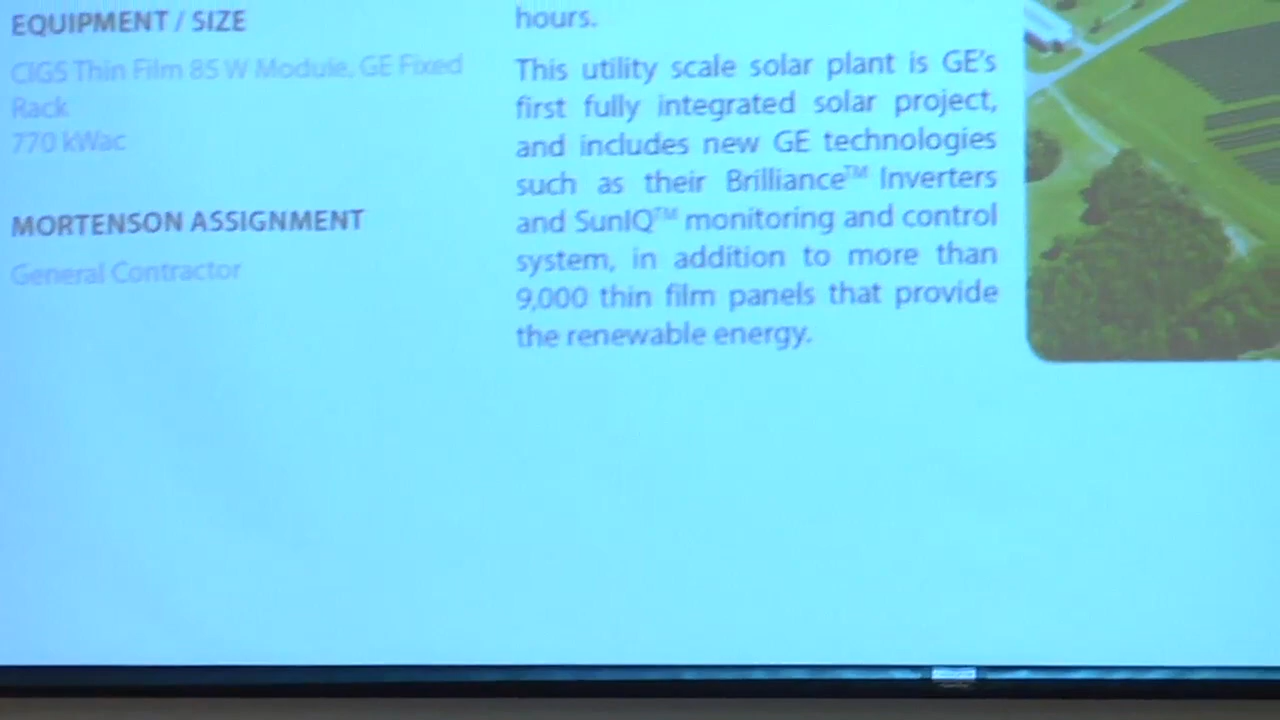 EQUIPMENT / SIZE
CIGS Thin Film 85 W Module, GE Fixed
Rack
770 kWac
MORTENSON ASSIGNMENT
General Contractor
hours.
This utility scale solar plant is GE's
first fully integrated solar project,
and includes new GE technologies
such as their Brilliance™ Inverters
and SunIQ™ monitoring and control
system, in addition to more than
9,000 thin film panels that provide
the renewable energy.